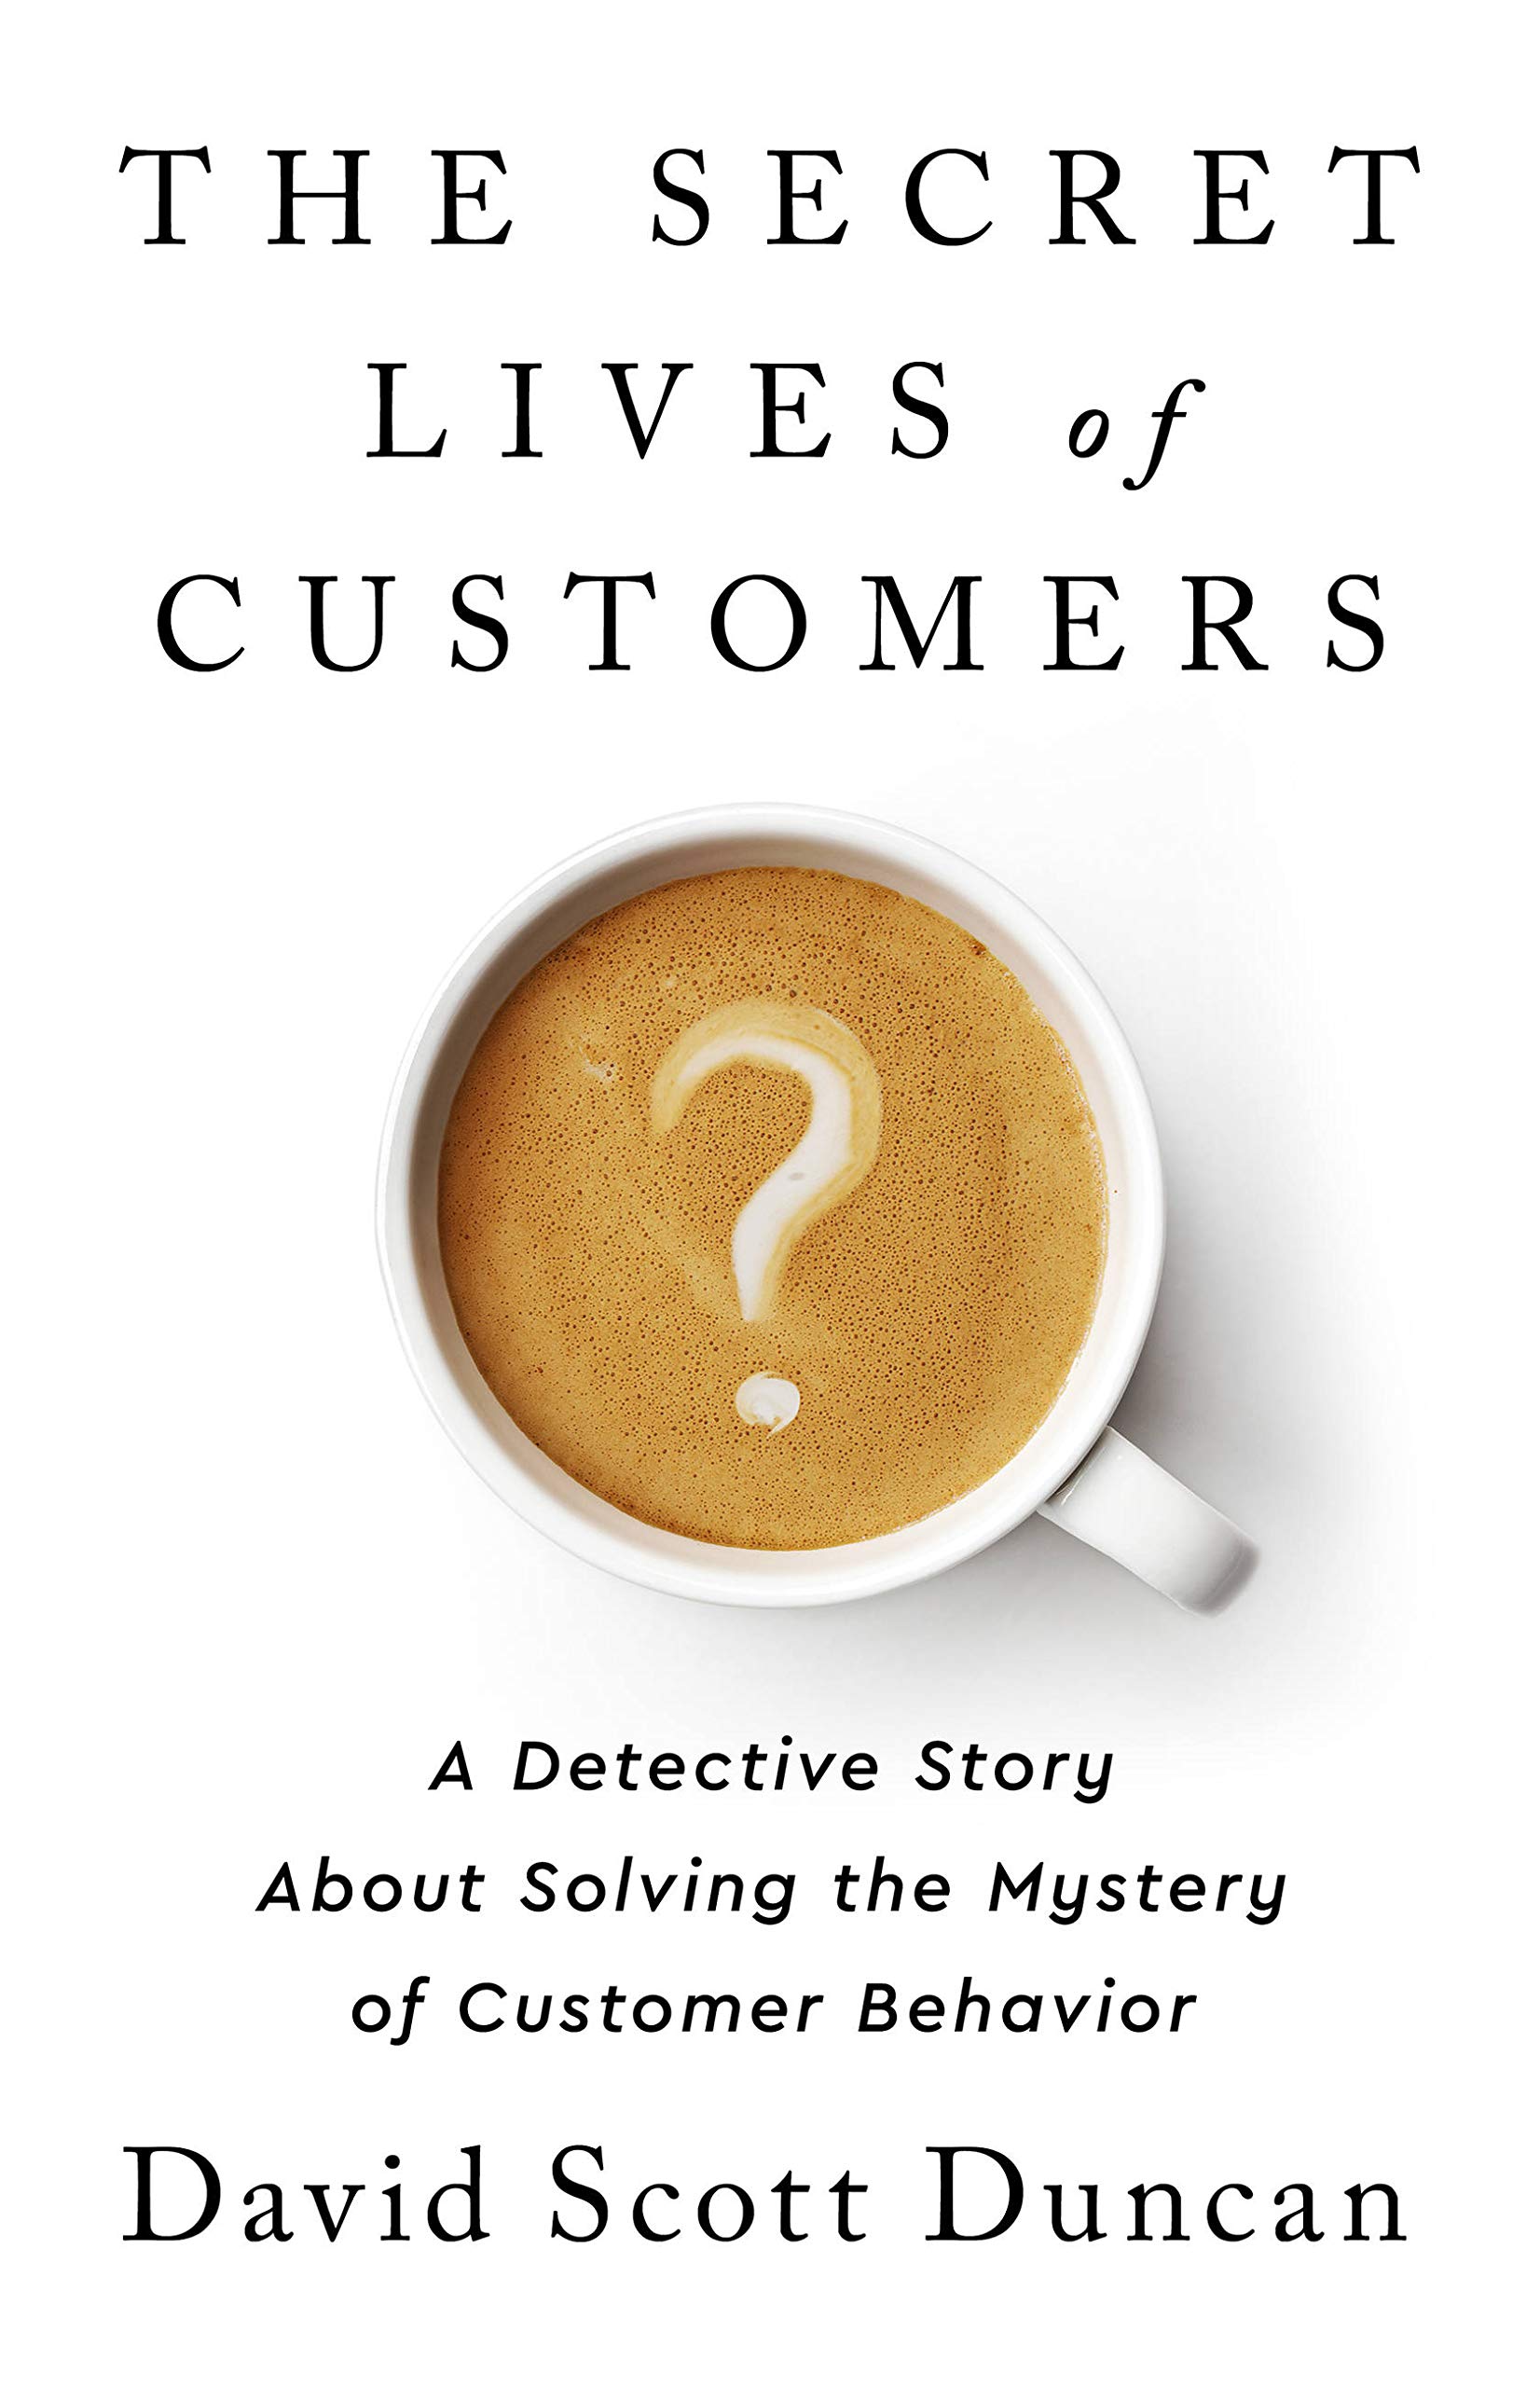 THE SECRET
LIVES of
CUSTOMERS
?
A Detective Story
About Solving the Mystery
of Customer Behavior
David Scott Duncan